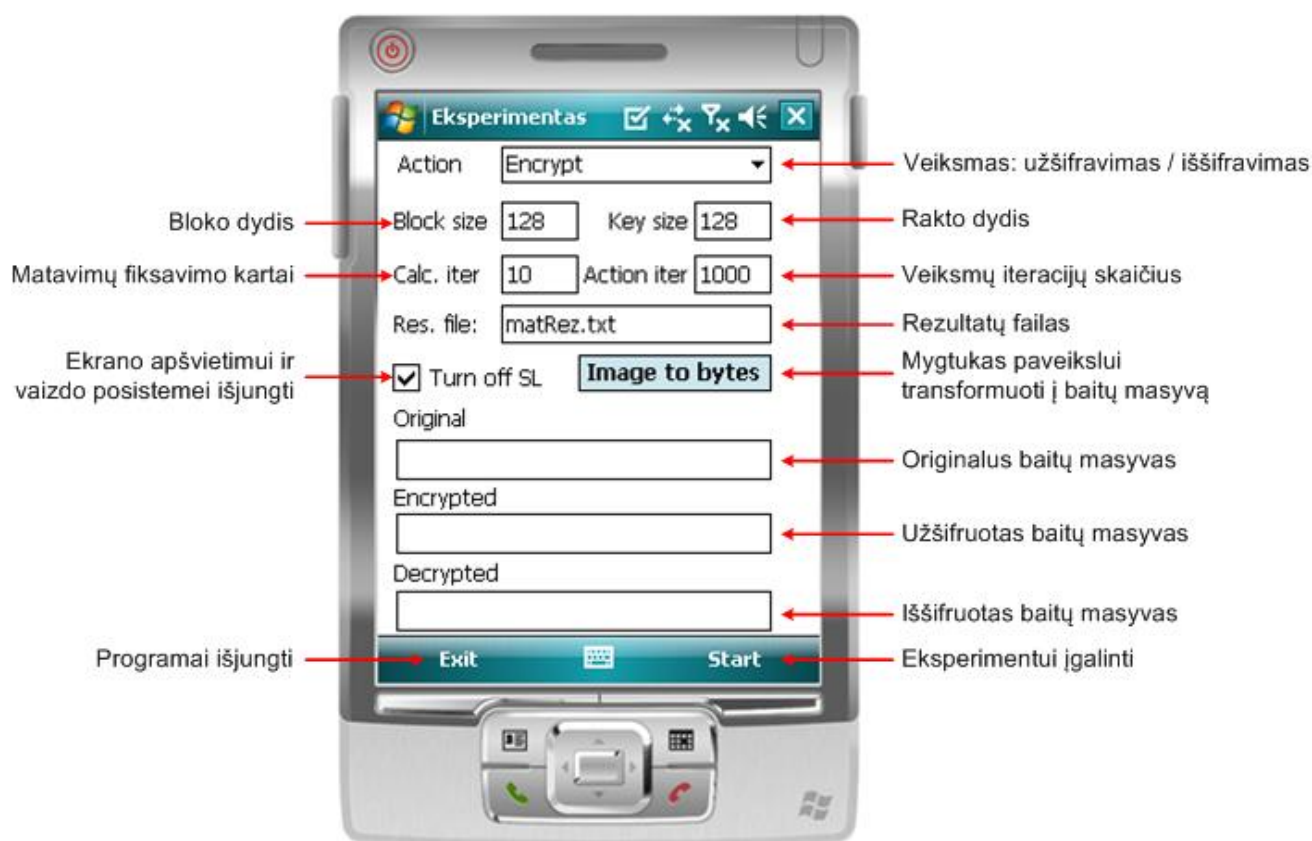 Eksperimentas
Action Encrypt Veiksmas: užšifravimas / iššifravimas
Bloko dydis Block size 128 Key size 128 Rakto dydis
Matavimų fiksavimo kartai Calc. iter 10 Action iter 1000 Veiksmų iteracijų skaičius
Res. file: matRez.txt Rezultatų failas
Ekrano apšvietimui ir
vaizdo posistemei išjungti
Turn off SL Image to bytes
Mygtukas paveikslui
transformuoti į baitų masyvą
Original
Originalus baitų masyvas
Encrypted
Užšifruotas baitų masyvas
Decrypted
Iššifruotas baitų masyvas
Programai išjungti Exit Start Eksperimentui įgalinti